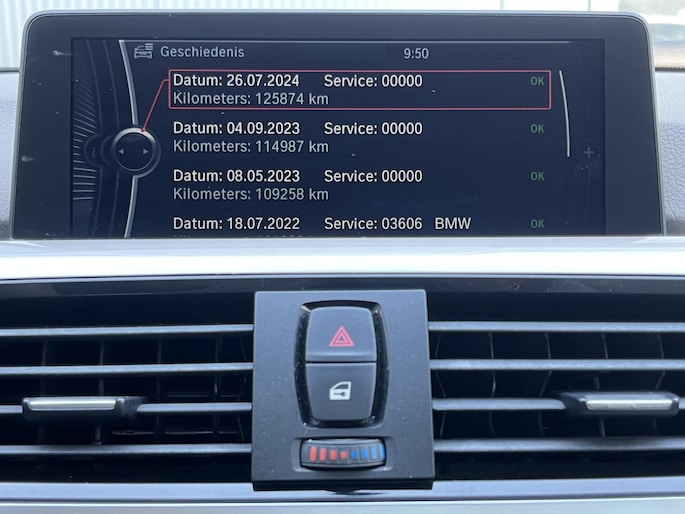 Geschiedenis 9:50
Datum: 26.07.2024 Service: 00000 OK
Kilometers: 125874 km
Datum: 04.09.2023 Service: 00000 OK
Kilometers: 114987 km
Datum: 08.05.2023 Service: 00000 OK
Kilometers: 109258 km
Datum: 18.07.2022 Service: 03606 BMW OK